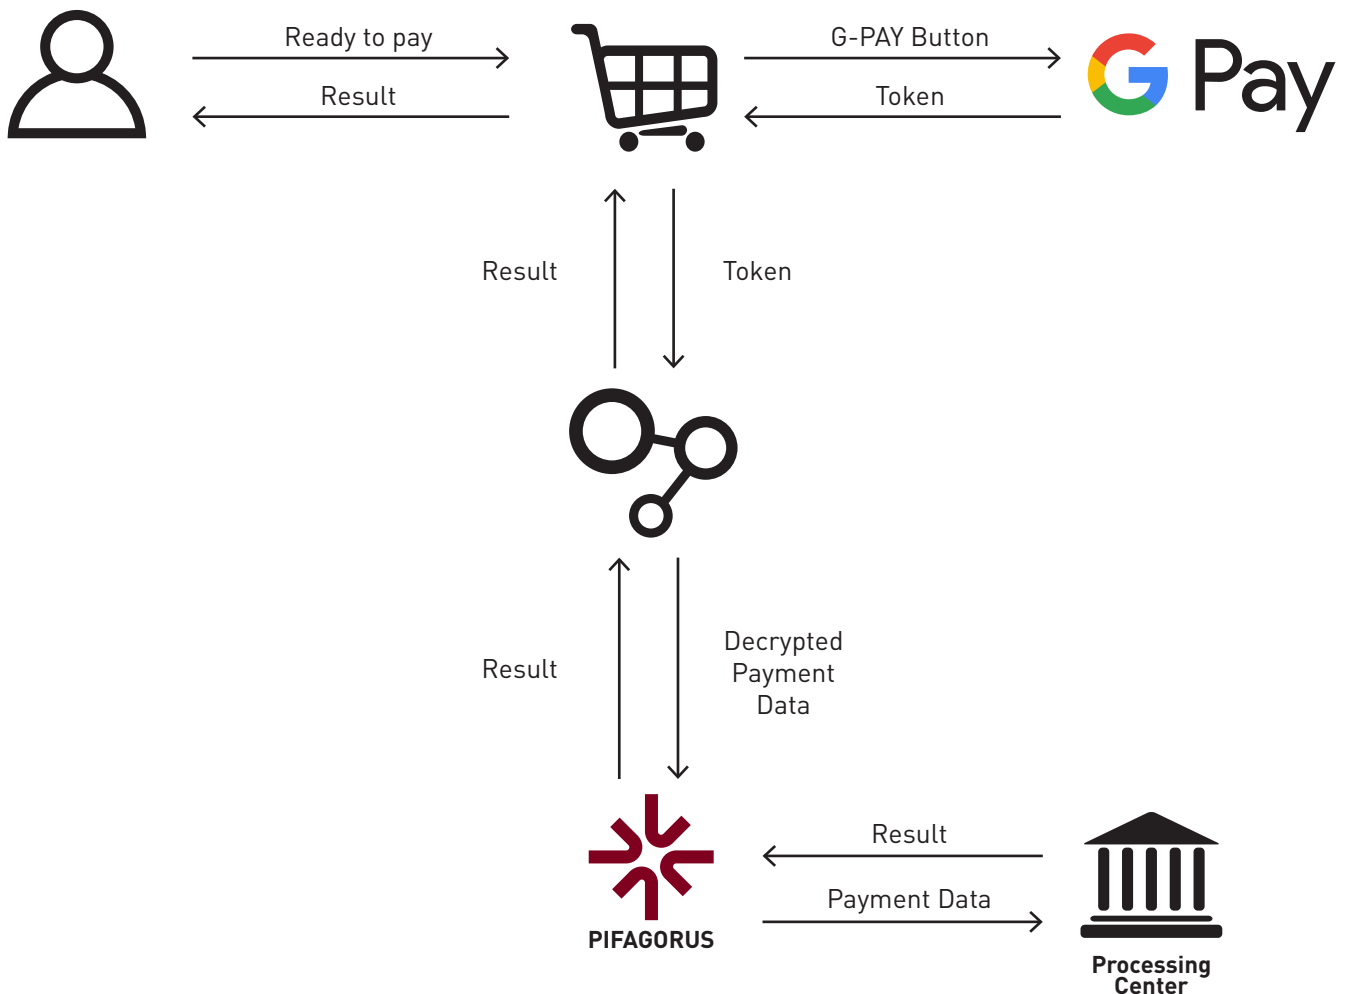 Ready to pay
G-PAY Button
G Pay
Result
Token
Result
Token
Result
Decrypted
Payment
Data
Result
Payment Data
PIFAGORUS
Processing
Center